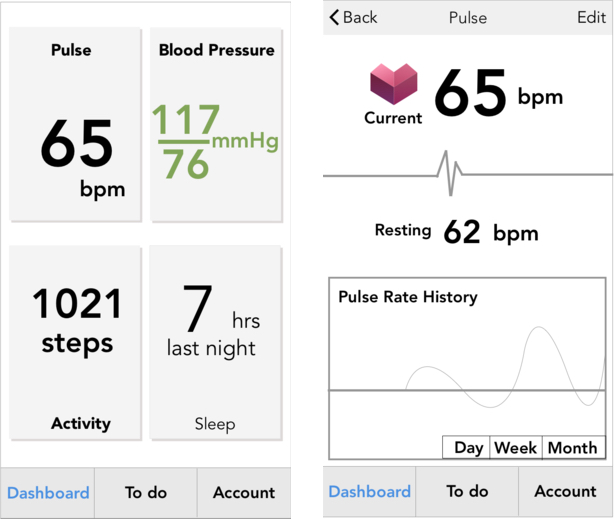 Pulse
65
bpm
Blood Pressure
117
76
mmHg
1021
steps
Activity
7 hrs
last night
Sleep
Dashboard
To do
Account
Back
Pulse
Edit
Current
65 bpm
Resting 62 bpm
Pulse Rate History
Day
Week
Month
Dashboard
To do
Account